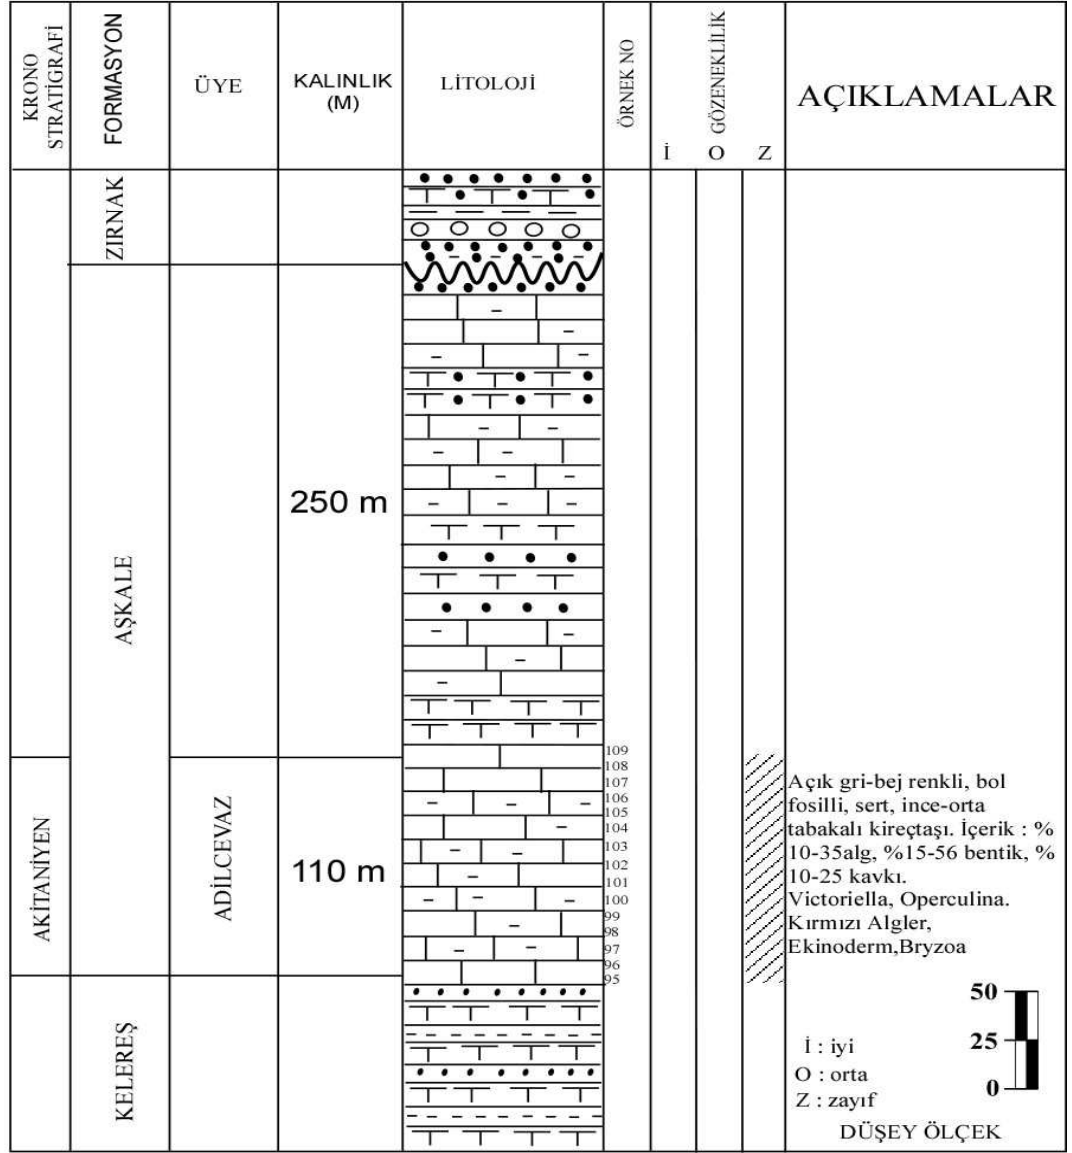 KRONO
STRATİGRAFİ
FORMASYON
ÜYE
KALINLIK
(M)
LİTOLOJİ
ÖRNEK NO
GÖZENEKLİLİK
İ O Z
AÇIKLAMALAR
ZIRNAK
AŞKALE
250 m
AKİTANİYEN
ADİLCEVAZ
110 m
109
108
107
106
105
104
103
102
101
100
99
98
97
96
95
Açık gri-bej renkli, bol
fosilli, sert, ince-orta
tabakalı kireçtaşı. İçerik : %
10-35alg, %15-56 bentik, %
10-25 kavkı.
Victoriella, Operculina.
Kırmızı Algler,
Ekinoderm,Bryzoa
KELEREŞ
İ : iyi
O : orta
Z : zayıf
50
25
0
DÜŞEY ÖLÇEK